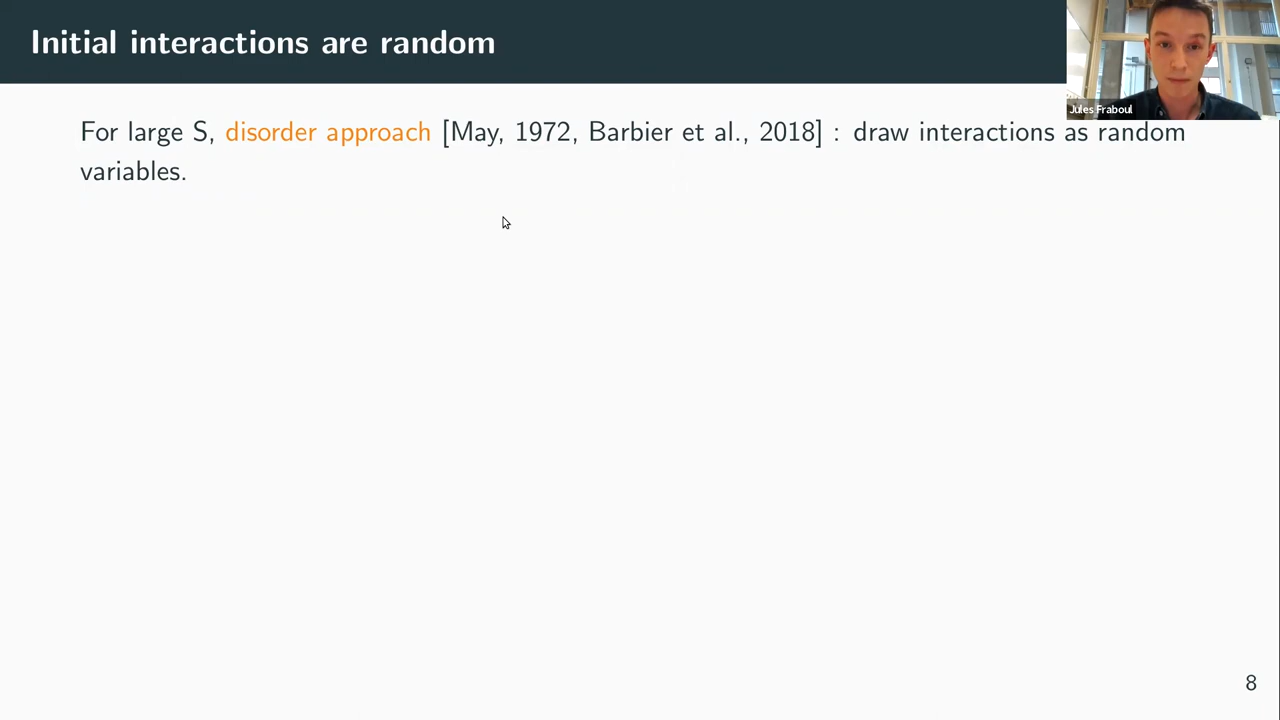 Initial interactions are random
Jules Fraboul
For large S, disorder approach [May, 1972, Barbier et al., 2018] : draw interactions as random
variables.
8